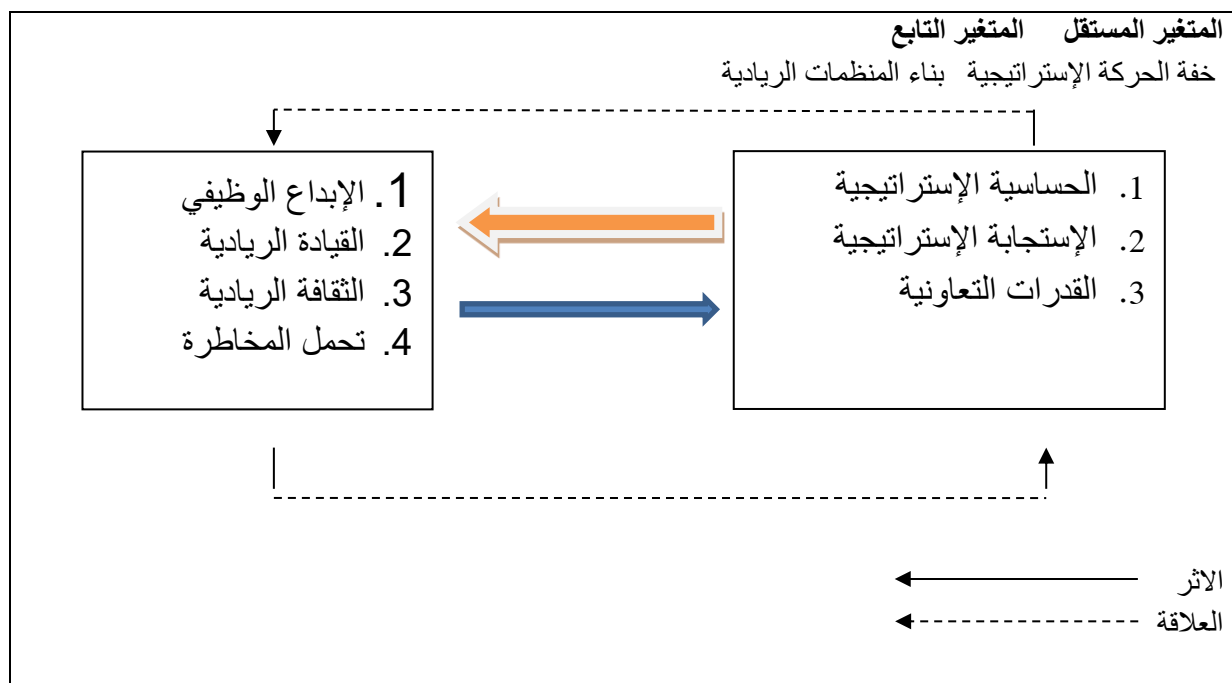 المتغير المستقل المتغير التابع
خفة الحركة الإستراتيجية بناء المنظمات الريادية
1. الحساسية الإستراتيجية
2. الإستجابة الإستراتيجية
3. القدرات التعاونية
1. الإبداع الوظيفي
2. القيادة الريادية
3. الثقافة الريادية
4. تحمل المخاطرة
الاثر
العلاقة